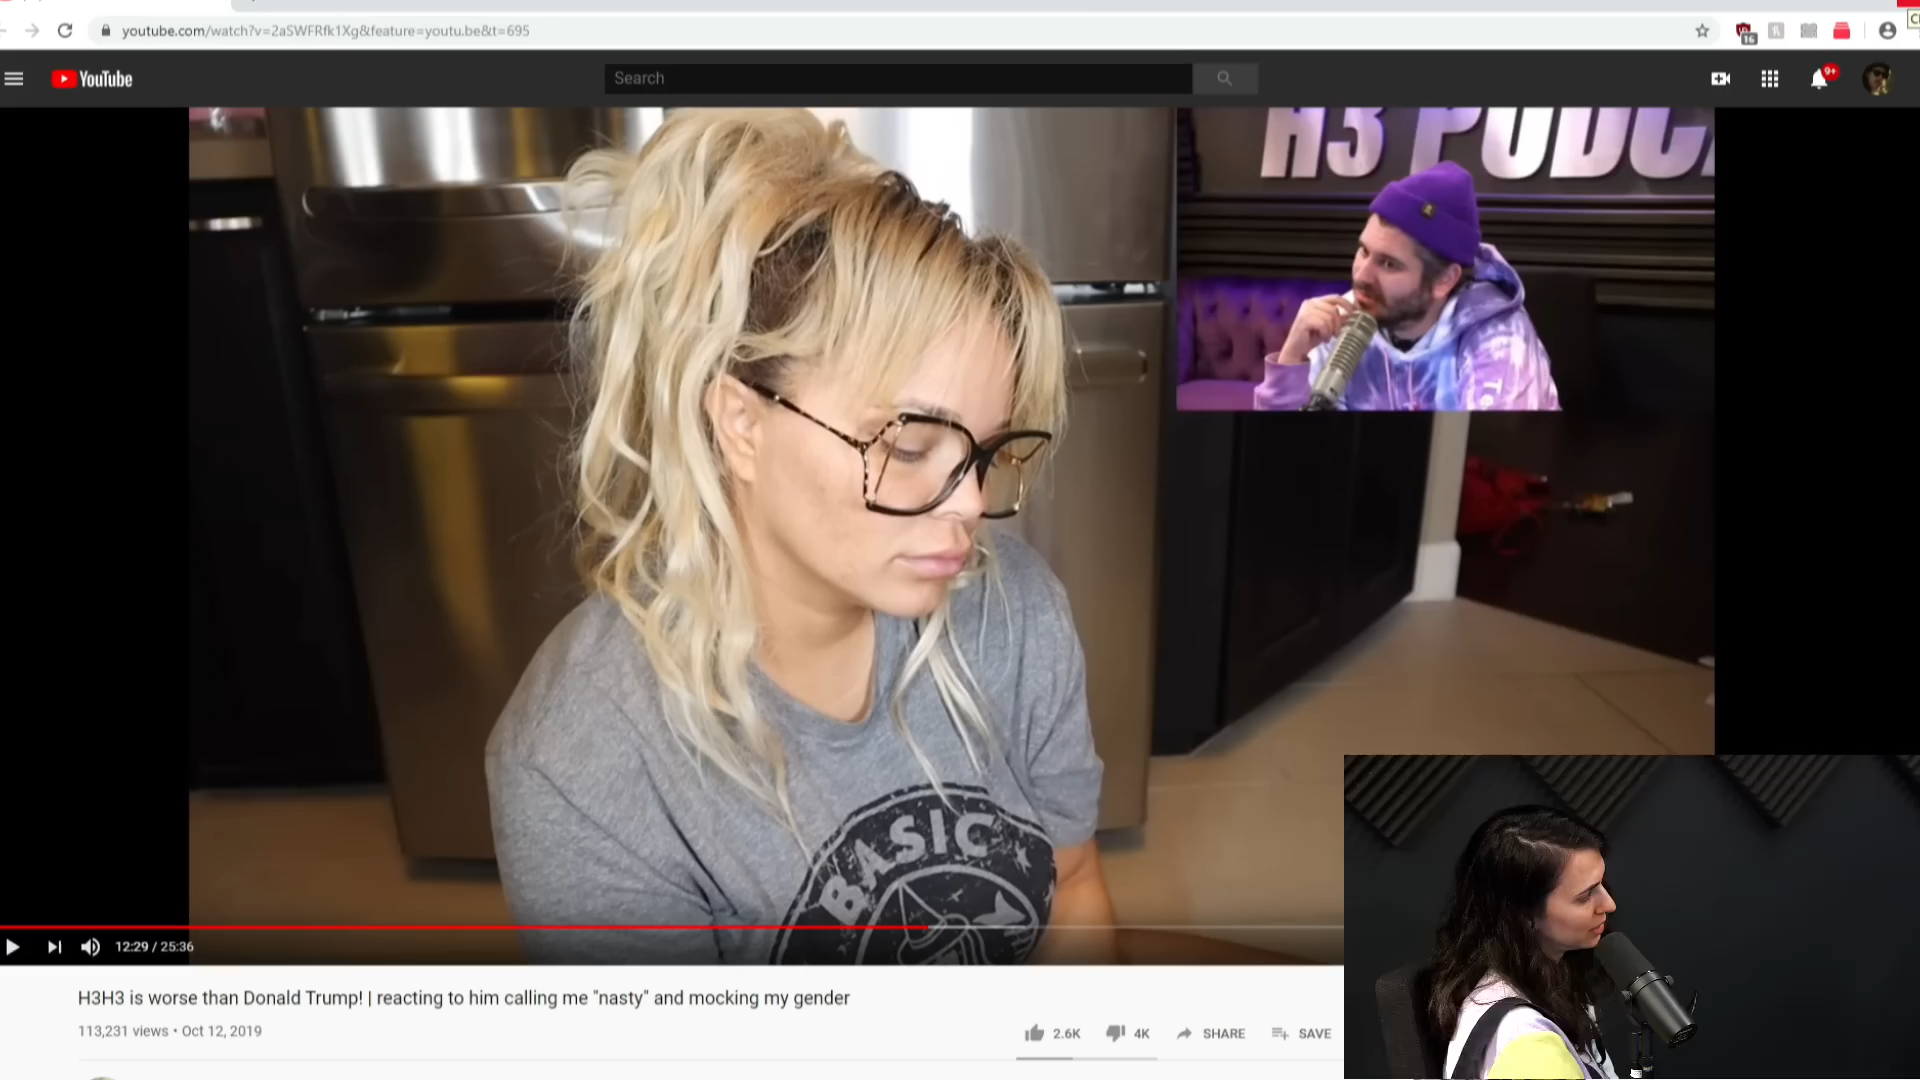 youtube.com/watch?v=2aSWFRfk1Xg&feature=youtu.be&t=695
16
YouTube
Search
9+
H3 PODC
BASIC
12:29 / 25:36
H3H3 is worse than Donald Trump! | reacting to him calling me "nasty" and mocking my gender
113,231 views • Oct 12, 2019
2.6K
4K
SHARE
SAVE